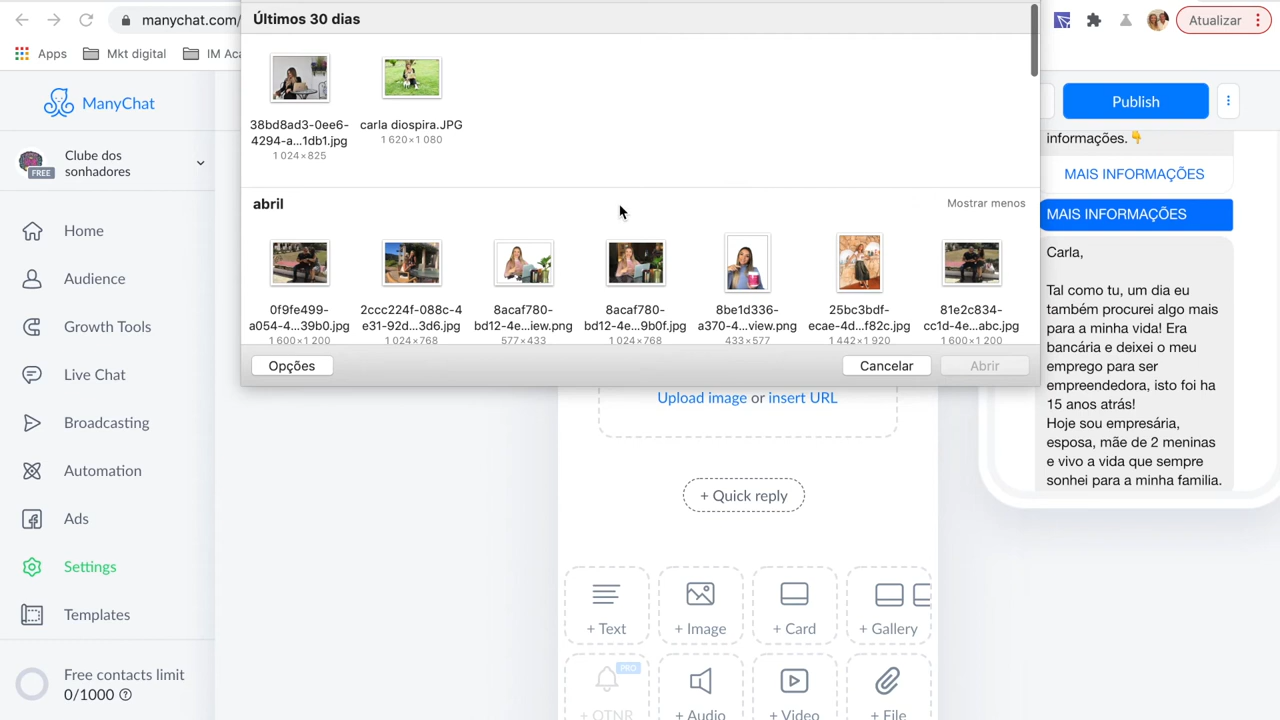 manychat.com/
Atualizar
Apps
Mkt digital
IM Aca
Últimos 30 dias
38bd8ad3-0ee6-
4294-a...1db1.jpg
1 024×825
carla diospira.JPG
1 620×1 080
abril
Mostrar menos
0f9fe499-
a054-4...39b0.jpg
1 600×1 200
2ccc224f-088c-4
e31-92d...3d6.jpg
1 024×768
8acaf780-
bd12-4e...iew.png
577×433
8acaf780-
bd12-4e...9b0f.jpg
1 024×768
8be1d336-
a370-4...view.png
433×577
25bc3bdf-
ecae-4d...f82c.jpg
1 442×1 920
81e2c834-
cc1d-4e...abc.jpg
1 600×1 200
Opções
Cancelar
Abrir
ManyChat
FREE
Clube dos
sonhadores
Home
Audience
Growth Tools
Live Chat
Broadcasting
Automation
Ads
Settings
Templates
Free contacts limit
0/1000
Upload image or insert URL
+ Quick reply
+ Text
+ Image
+ Card
+ Gallery
PRO
+ OTNR
+ Audio
+ Video
+ File
Publish
informações.👇
MAIS INFORMAÇÕES
MAIS INFORMAÇÕES
Carla,
Tal como tu, um dia eu
também procurei algo mais
para a minha vida! Era
bancária e deixei o meu
emprego para ser
empreendedora, isto foi ha
15 anos atrás!
Hoje sou empresária,
esposa, mãe de 2 meninas
e vivo a vida que sempre
sonhei para a minha familia.